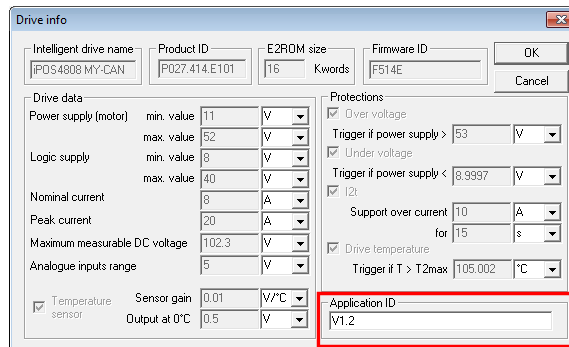 Drive info
Intelligent drive name
iPOS4808 MY-CAN
Product ID
P027.414.E101
E2ROM size
16 Kwords
Firmware ID
F514E
OK
Cancel
Drive data
Power supply (motor) min. value 11 V
max. value 52 V
Logic supply min. value 8 V
max. value 40 V
Nominal current 8 A
Peak current 20 A
Maximum measurable DC voltage 102.3 V
Analogue inputs range 5 V
Temperature sensor
Sensor gain 0.01 V/°C
Output at 0°C 0.5 V
Protections
Over voltage
Trigger if power supply > 53 V
Under voltage
Trigger if power supply < 8.9997 V
I2t
Support over current 10 A
for 15 s
Drive temperature
Trigger if T > T2max 105.002 °C
Application ID
V1.2